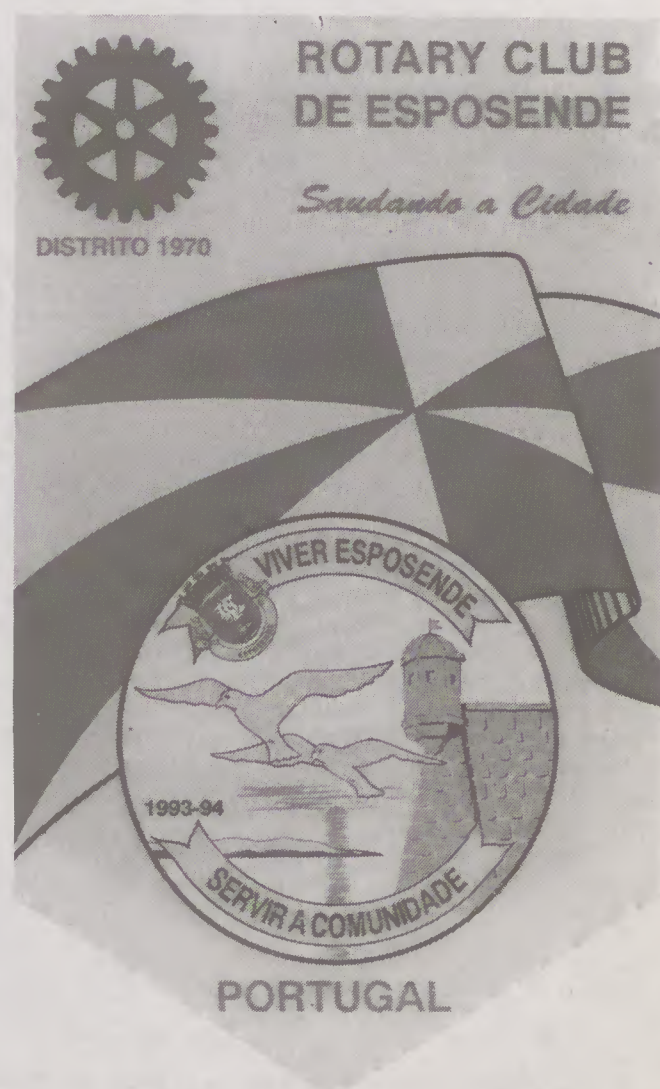 ROTARY CLUB
DE ESPOSENDE
Saudando a Cidade
DISTRITO 1970
VIVER ESPOSENDE
1993-94
SERVIR A COMUNIDADE
PORTUGAL